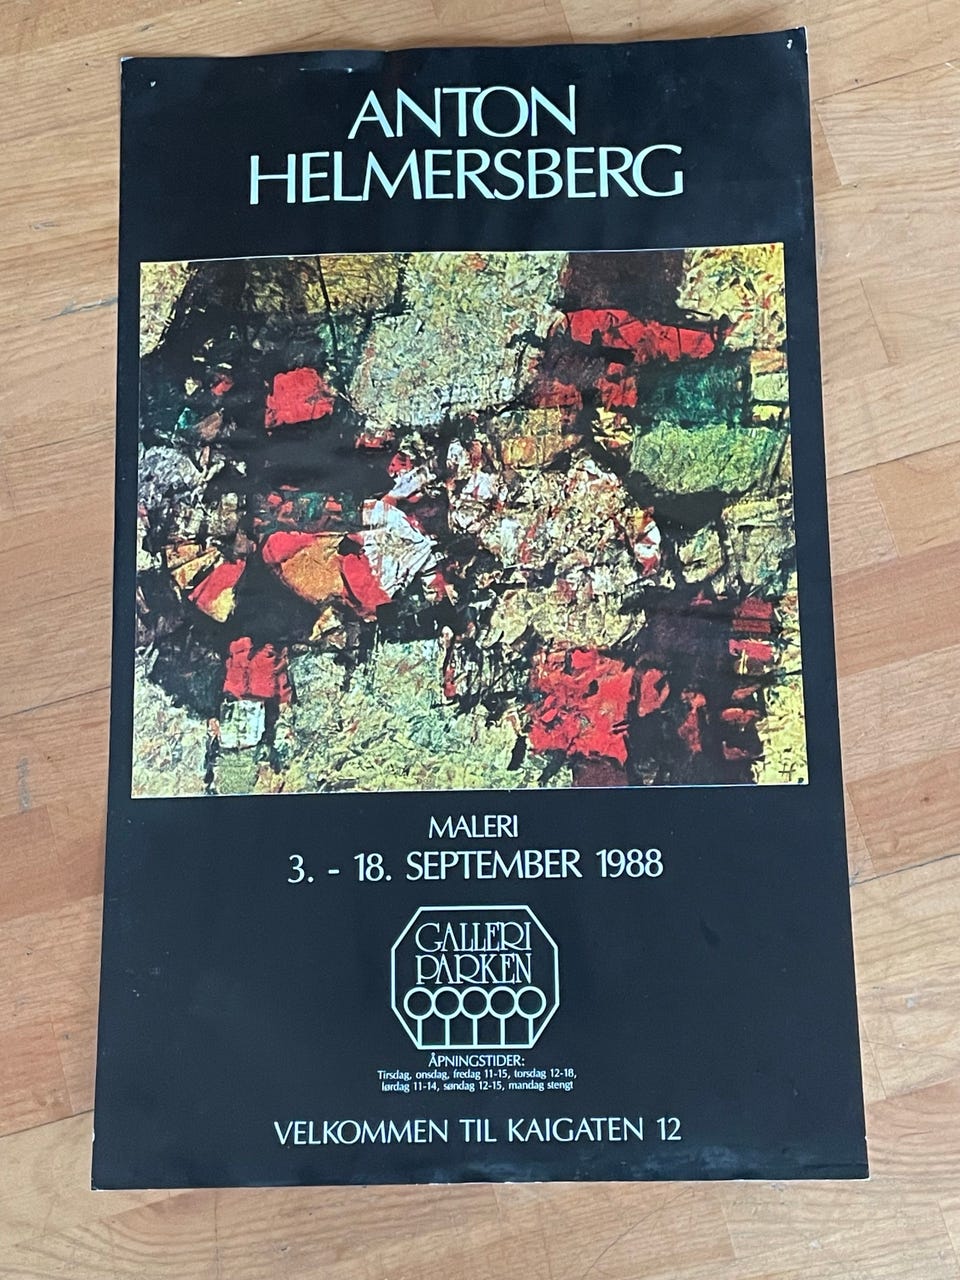 ANTON
HELMERSBERG
MALERI
3. - 18. SEPTEMBER 1988
GALLERI
PARKEN
ÅPNINGSTIDER:
Tirsdag, onsdag, fredag 11-15, torsdag 12-18,
lørdag 11-14, søndag 12-15, mandag stengt
VELKOMMEN TIL KAIGATEN 12